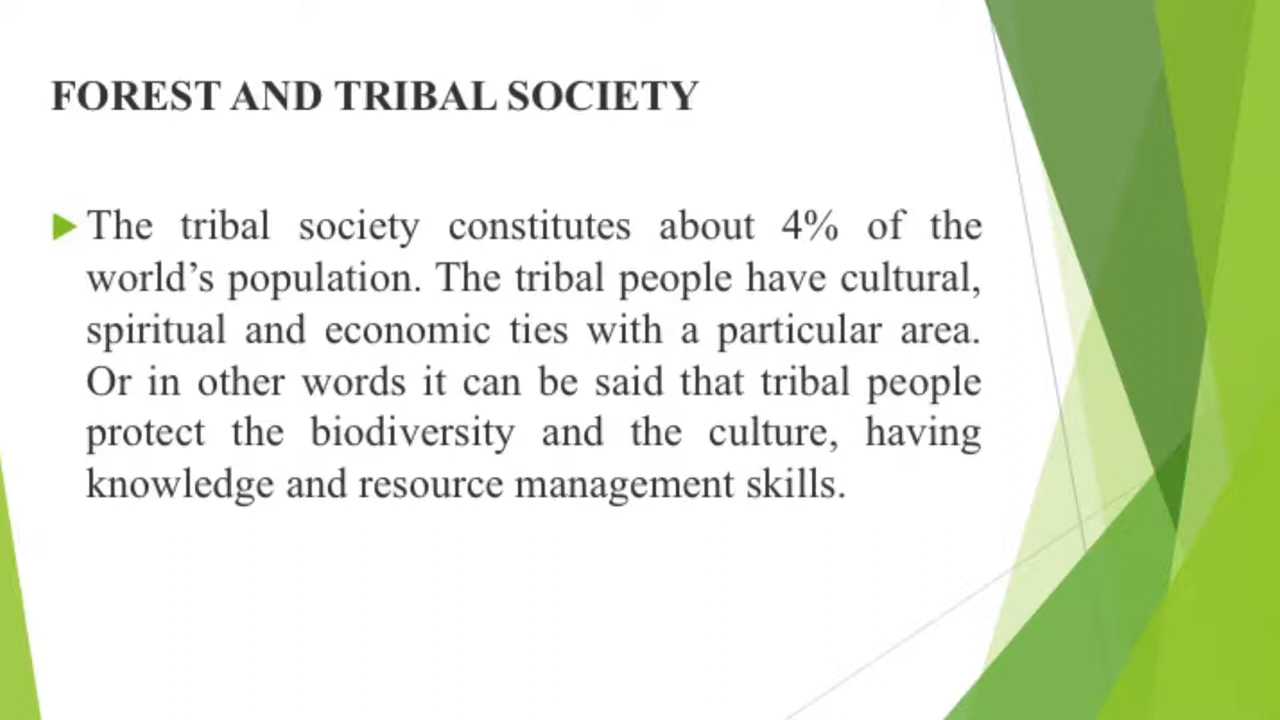 FOREST AND TRIBAL SOCIETY
The tribal society constitutes about 4% of the
world’s population. The tribal people have cultural,
spiritual and economic ties with a particular area.
Or in other words it can be said that tribal people
protect the biodiversity and the culture, having
knowledge and resource management skills.